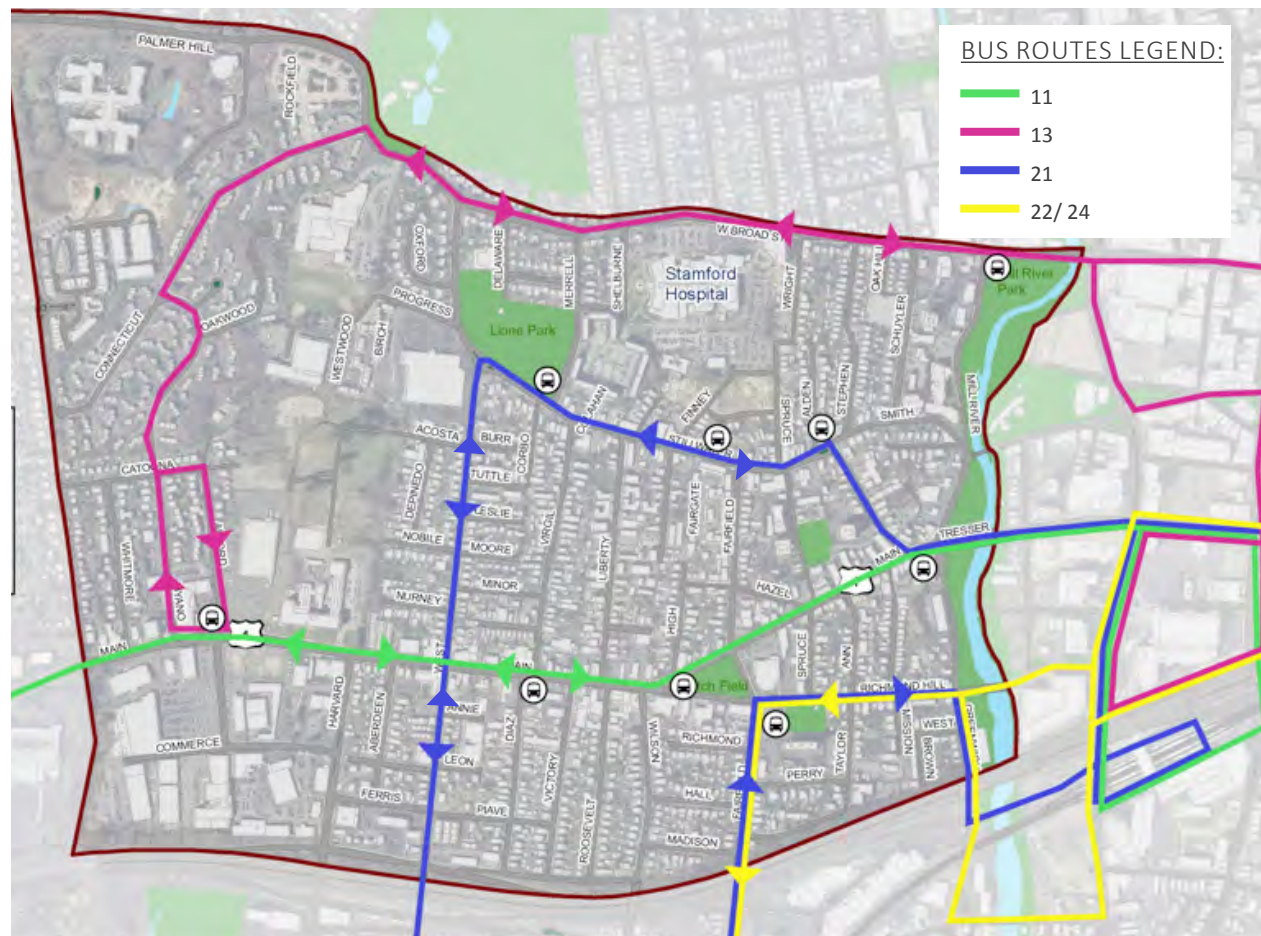 BUS ROUTES LEGEND:
11
13
21
22/ 24
PALMER HILL
ROCKFIELD
W BROAD
OXFORD
DELAWARE
MERRELL
SHELBURNE
Stamford
Hospital
WRIGHT
OAK HILL
SCHUYLER
Park
PROGRESS
Lione Park
CONNECTICUT
OAKWOOD
WESTWOOD
BIRCH
FINNEY
SPRUCE
ALDEN
STEPHEN
SMITH
MILL RIVER
ACOSTA
BURR
CORBO
TUTTLE
DEPINEDO
LESLIE
NOBILE
MOORE
VIRGIL
LIBERTY
FAIRGATE
FAIRFIELD
CATOONA
WHITMORE
TRESSER
MAIN
MINOR
NURNEY
HAZEL
HIGH
MAIN
SPRUCE
ANN
RICHMOND HILL
HARVARD
ABERDEEN
ANNIE
DIAZ
WILSON
RICHMOND
TAYLOR
MISSION
WEST
BROWN
COMMERCE
LEON
VICTORY
PERRY
FERRIS
PIAVE
ROOSEVELT
HALL
MADISON